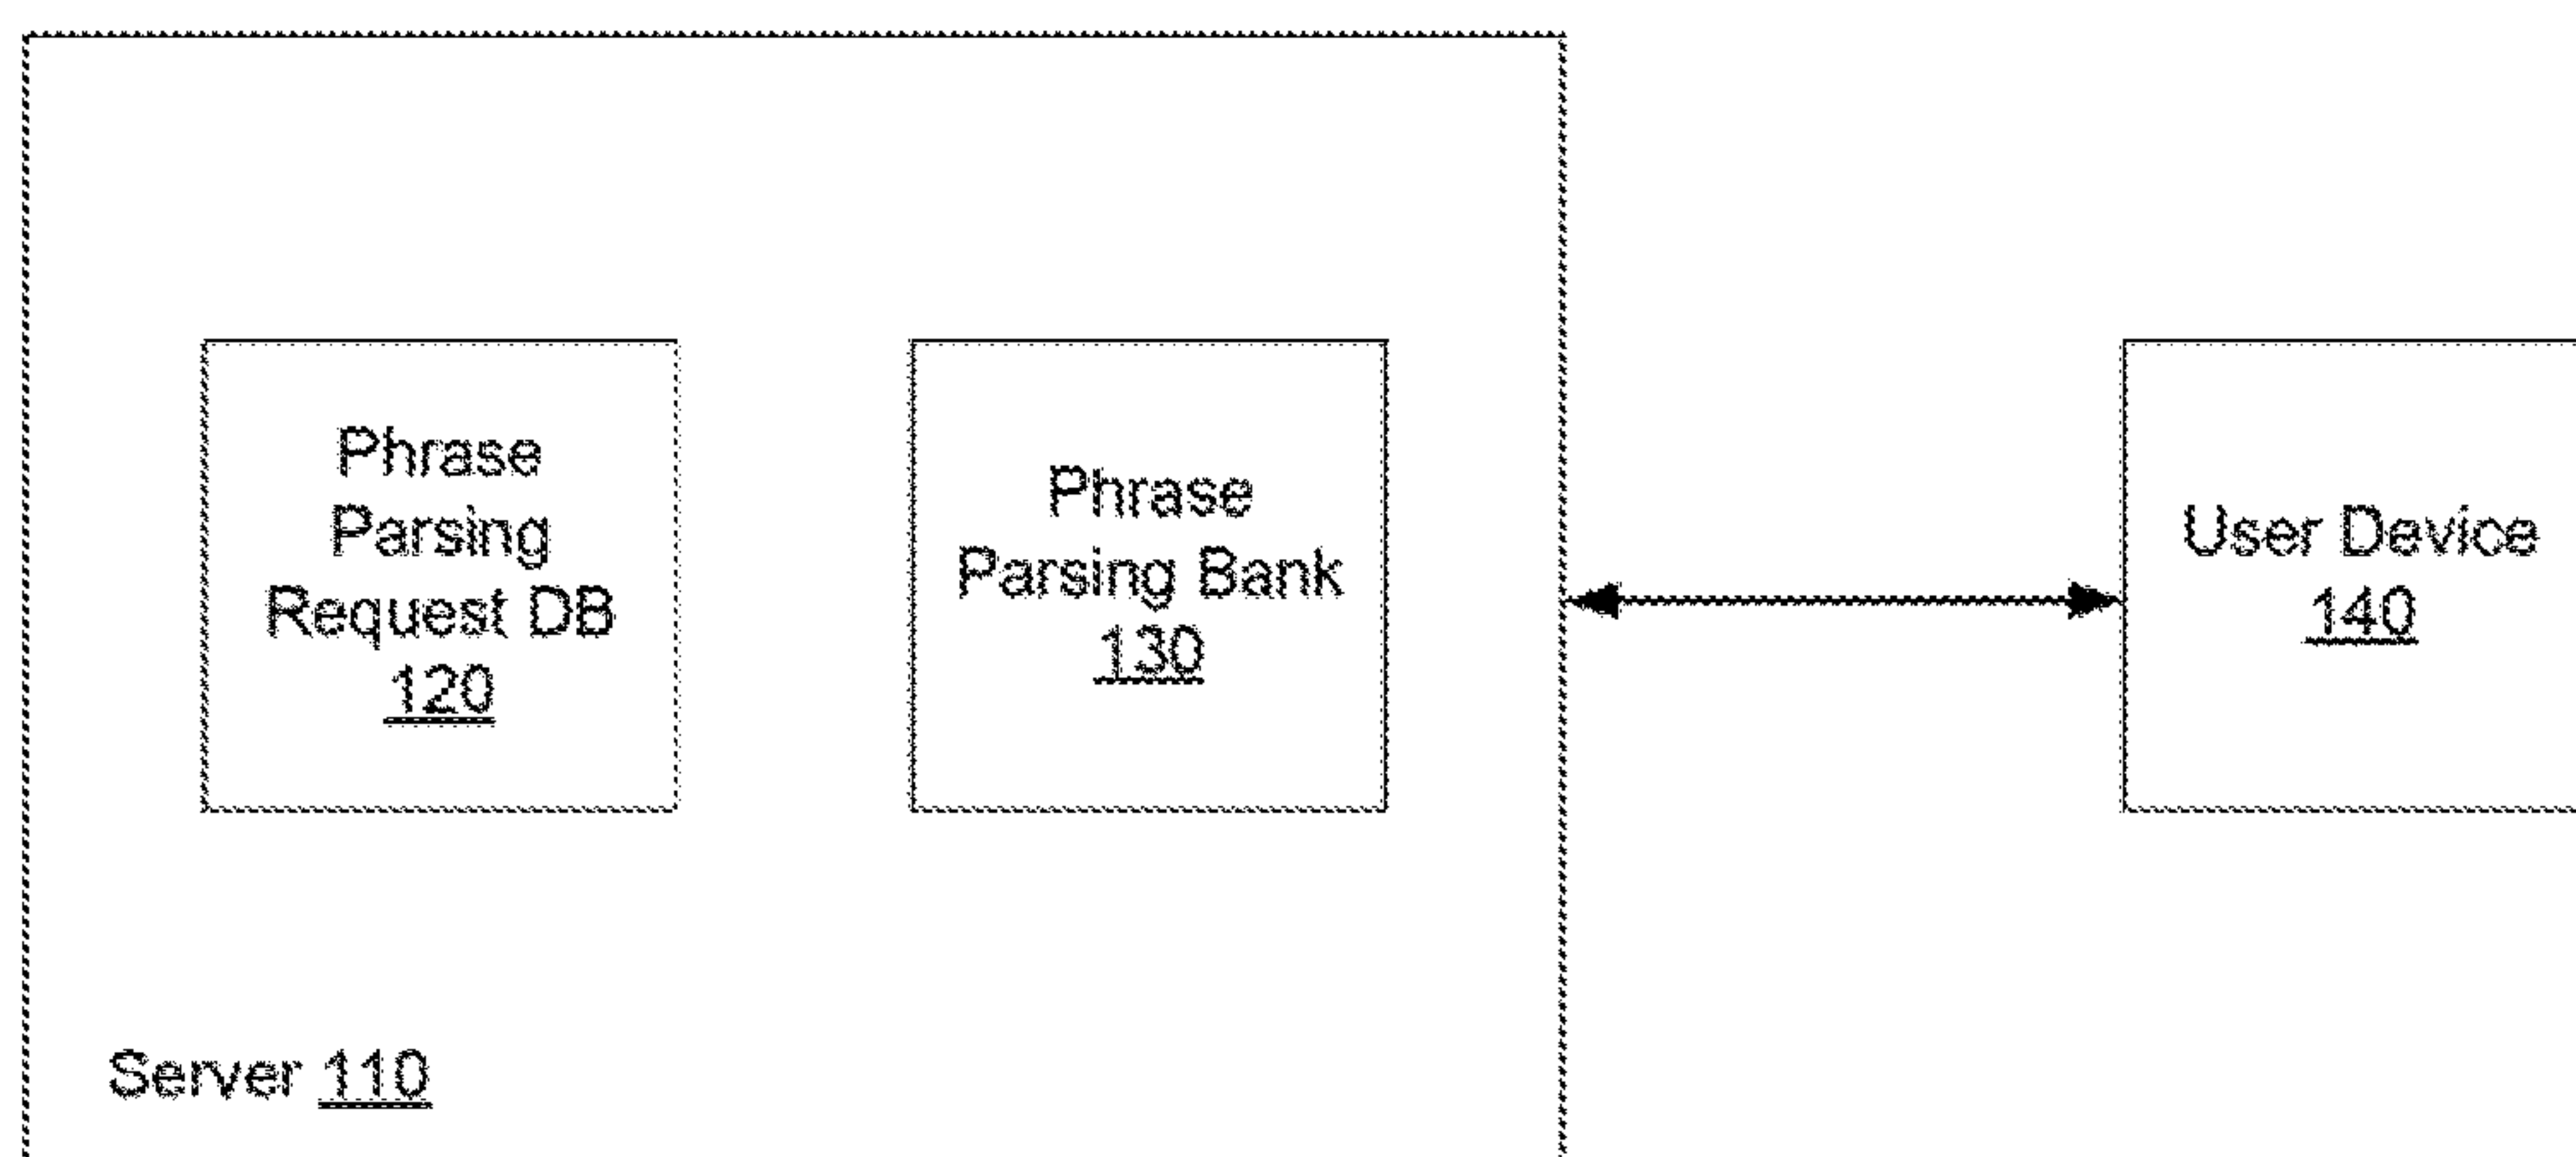 Phrase
Parsing
Request DB
120
Phrase
Parsing Bank
130
User Device
140
Server 110